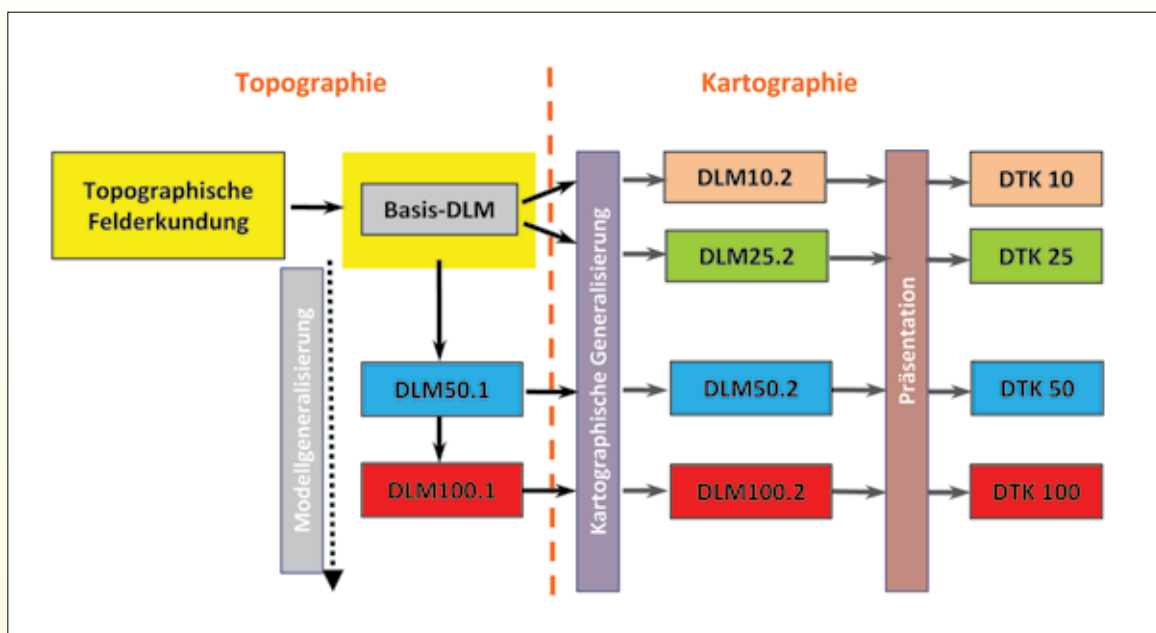 Topographie
Kartographie
Topographische
Felderkundung
Basis-DLM
Modellgeneralisierung
DLM50.1
DLM100.1
Kartographische Generalisierung
DLM10.2
DLM25.2
DLM50.2
DLM100.2
Präsentation
DTK 10
DTK 25
DTK 50
DTK 100